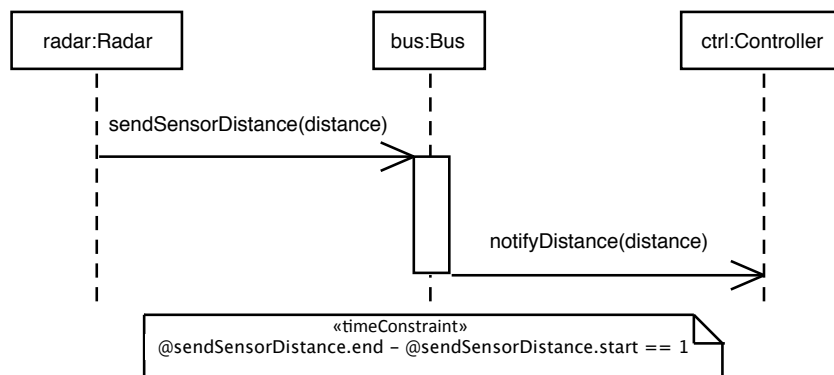 radar:Radar
bus:Bus
ctrl:Controller
sendSensorDistance(distance)
notifyDistance(distance)
«timeConstraint»
@sendSensorDistance.end – @sendSensorDistance.start == 1